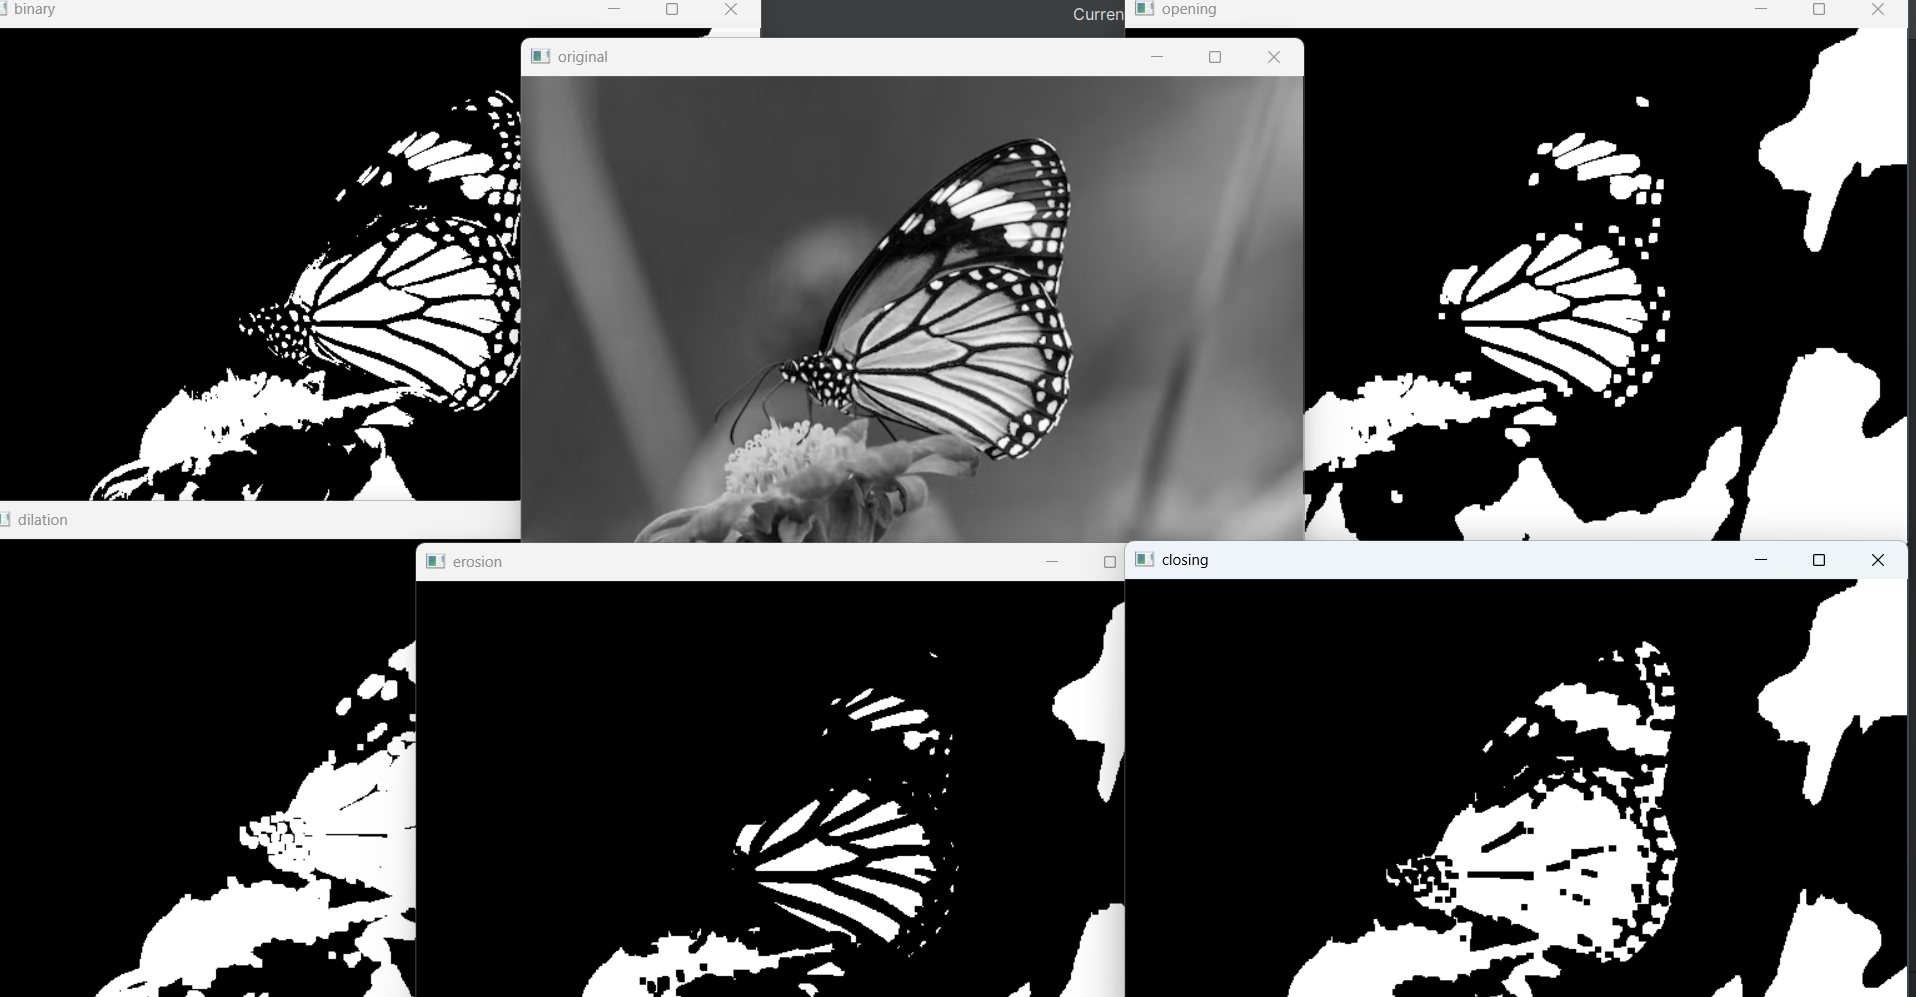 binary
Curren
opening
original
dilation
erosion
closing